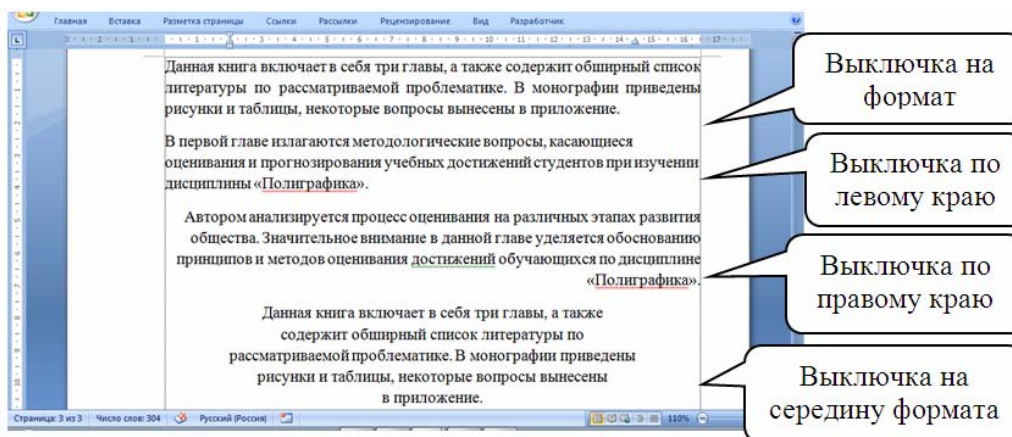 Главная Вставка Разметка страницы Ссылки Рассылки Рецензирование Вид Разработчик
Данная книга включает в себя три главы, а также содержит обширный список
литературы по рассматриваемой проблематике. В монографии приведены
рисунки и таблицы, некоторые вопросы вынесены в приложение.
Выключка на
формат
В первой главе излагаются методологические вопросы, касающиеся
оценивания и прогнозирования учебных достижений студентов при изучении
дисциплины «Полиграфика».
Выключка по
левому краю
Автором анализируется процесс оценивания на различных этапах развития
общества. Значительное внимание в данной главе уделяется обоснованию
принципов и методов оценивания достижений обучающихся по дисциплине
«Полиграфика».
Выключка по
правому краю
Данная книга включает в себя три главы, а также
содержит обширный список литературы по
рассматриваемой проблематике. В монографии приведены
рисунки и таблицы, некоторые вопросы вынесены
в приложение.
Выключка на
середину формата
Страница: 3 из 3 Число слов: 304 Русский (Россия) 110%